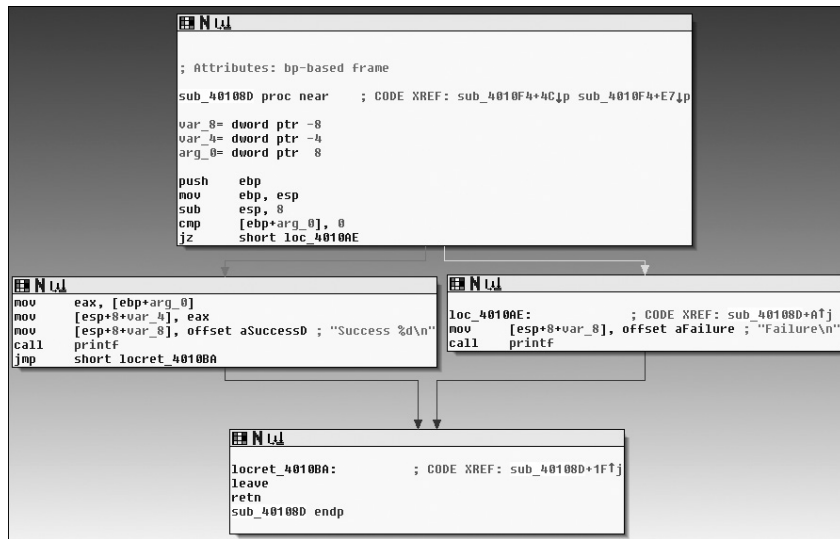 ; Attributes: bp-based frame
sub_40108D proc near ; CODE XREF: sub_4010F4+4C↓p sub_4010F4+E7↓p
var_8= dword ptr -8
var_4= dword ptr -4
arg_0= dword ptr 8
push ebp
mov ebp, esp
sub esp, 8
cmp [ebp+arg_0], 0
jz short loc_4010AE
mov eax, [ebp+arg_0]
mov [esp+8+var_4], eax
mov [esp+8+var_8], offset aSuccessD ; "Success %d\n"
call printf
jmp short locret_4010BA
loc_4010AE: ; CODE XREF: sub_40108D+A↑j
mov [esp+8+var_8], offset aFailure ; "Failure\n"
call printf
locret_4010BA: ; CODE XREF: sub_40108D+1F↑j
leave
retn
sub_40108D endp